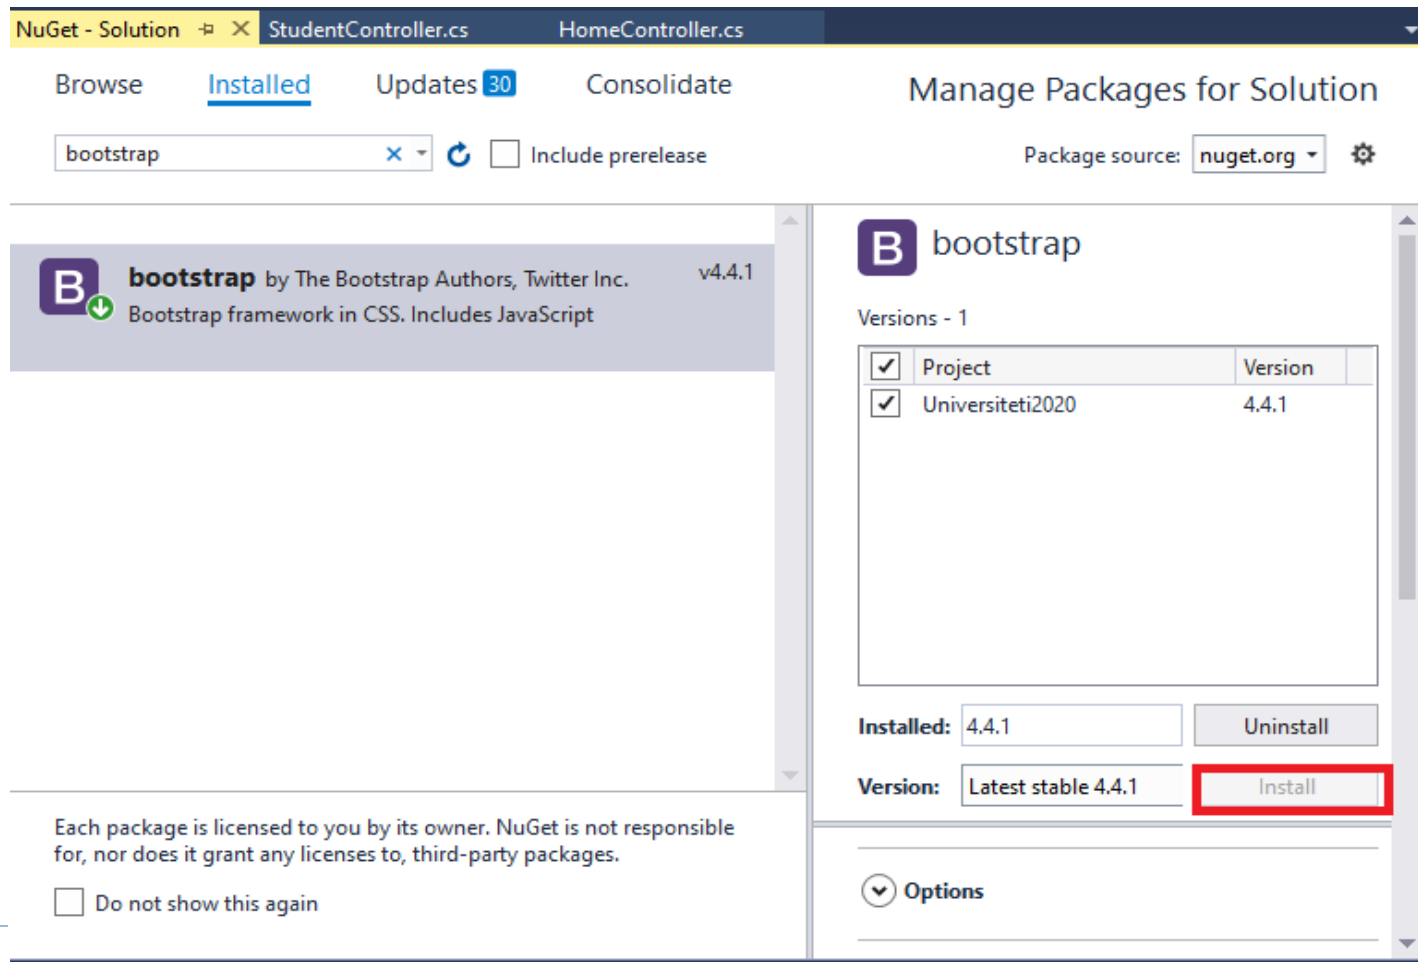 NuGet - Solution StudentController.cs HomeController.cs
Browse Installed Updates 30 Consolidate
Manage Packages for Solution
bootstrap Include prerelease
Package source: nuget.org
B bootstrap by The Bootstrap Authors, Twitter Inc. v4.4.1
Bootstrap framework in CSS. Includes JavaScript
Each package is licensed to you by its owner. NuGet is not responsible
for, nor does it grant any licenses to, third-party packages.
Do not show this again
B bootstrap
Versions - 1
Project Version
Universiteti2020 4.4.1
Installed: 4.4.1 Uninstall
Version: Latest stable 4.4.1 Install
Options